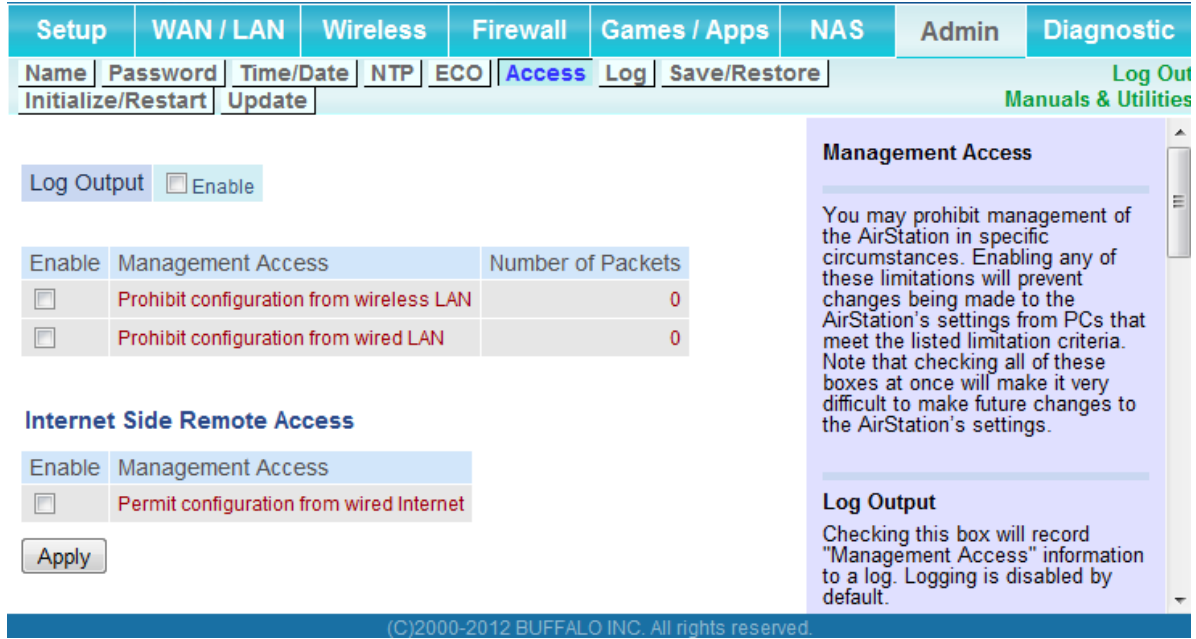 Setup WAN / LAN Wireless Firewall Games / Apps NAS Admin Diagnostic
Name Password Time/Date NTP ECO Access Log Save/Restore
Initialize/Restart Update
Log Out
Manuals & Utilities
Log Output Enable
Enable Management Access Number of Packets
Prohibit configuration from wireless LAN 0
Prohibit configuration from wired LAN 0
Internet Side Remote Access
Enable Management Access
Permit configuration from wired Internet
Apply
Management Access
You may prohibit management of
the AirStation in specific
circumstances. Enabling any of
these limitations will prevent
changes being made to the
AirStation's settings from PCs that
meet the listed limitation criteria.
Note that checking all of these
boxes at once will make it very
difficult to make future changes to
the AirStation's settings.
Log Output
Checking this box will record
"Management Access" information
to a log. Logging is disabled by
default.
(C)2000-2012 BUFFALO INC. All rights reserved.